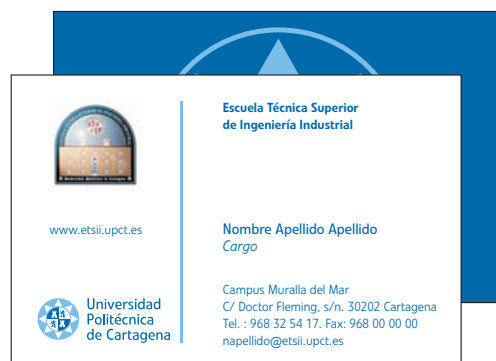 Escuela Técnica Superior
de Ingeniería Industrial
www.etsii.upct.es
Nombre Apellido Apellido
Cargo
Universidad
Politécnica
de Cartagena
Campus Muralla del Mar
C/ Doctor Fleming, s/n. 30202 Cartagena
Tel. : 968 32 54 17. Fax: 968 00 00 00
napellido@etsii.upct.es